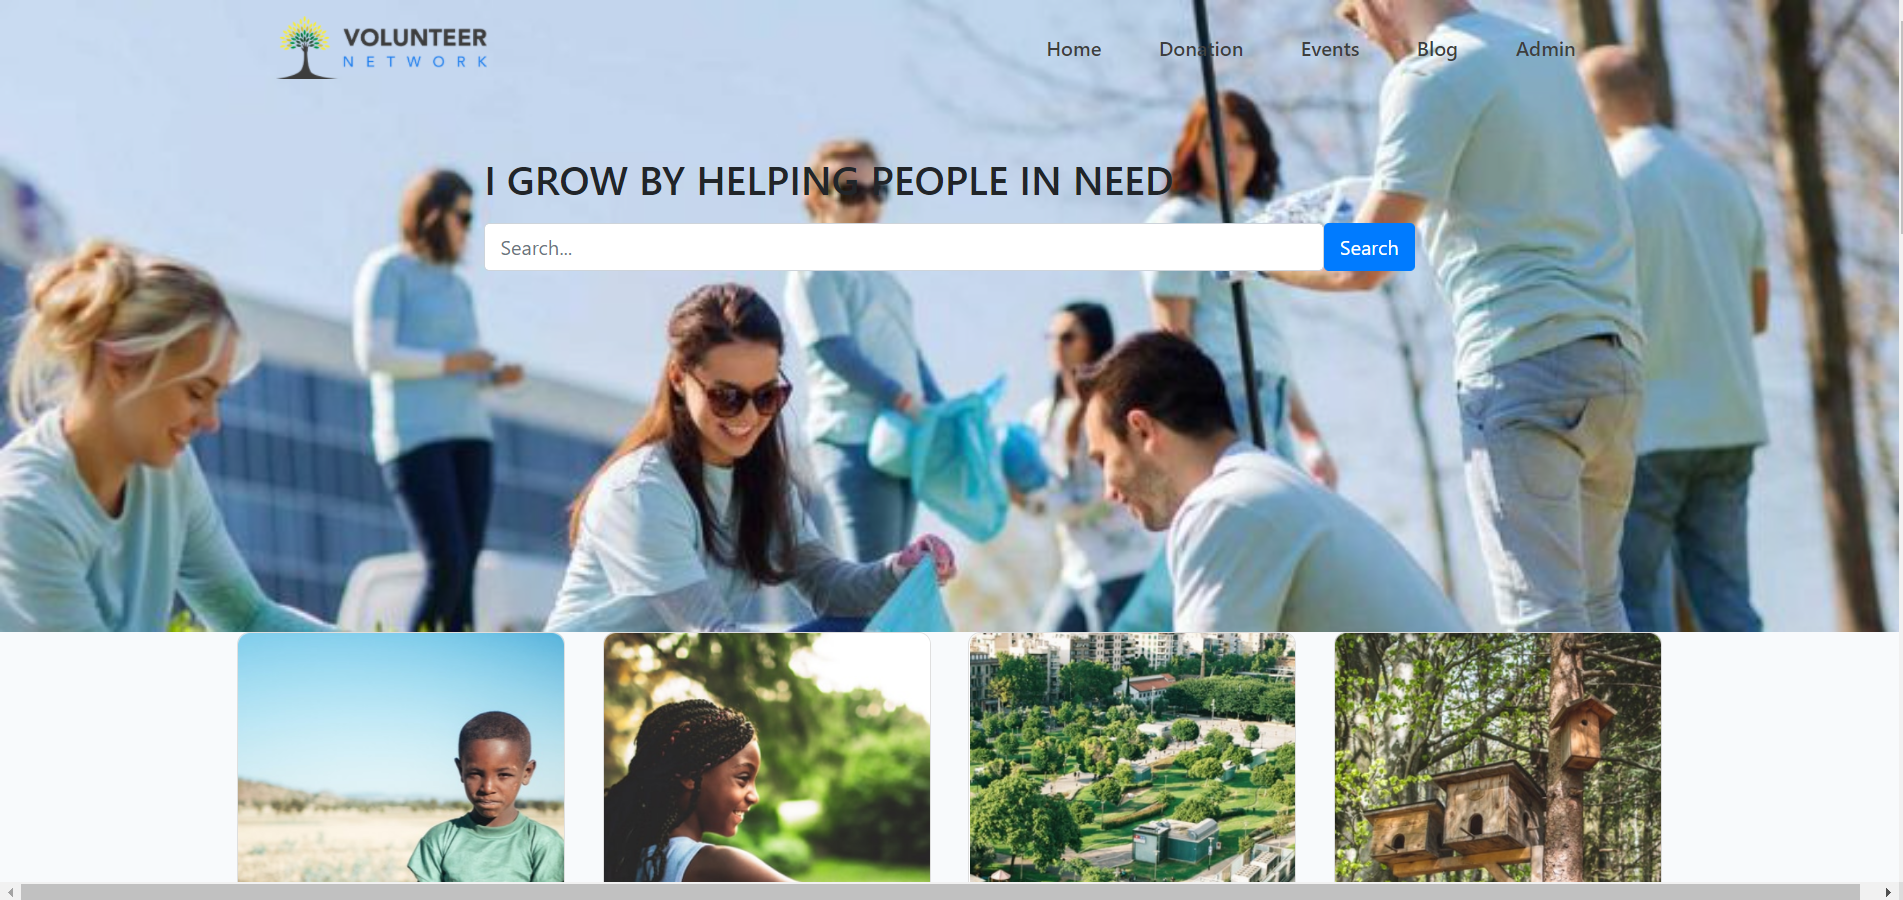 VOLUNTEER
NETWORK
Home Donation Events Blog Admin
I GROW BY HELPING PEOPLE IN NEED
Search... Search